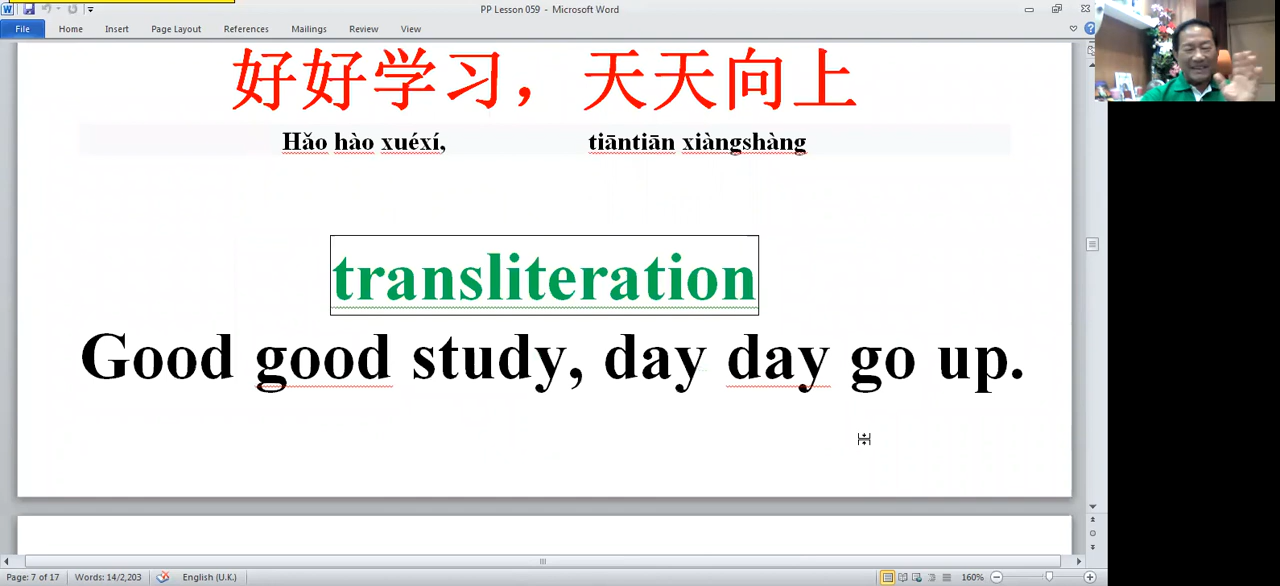 PP Lesson 059 - Microsoft Word
File Home Insert Page Layout References Mailings Review View
好好学习，天天向上
Hǎo hào xuéxí, tiāntiān xiàngshàng
transliteration
Good good study, day day go up.
Page: 7 of 17 Words: 14/2,203 English (U.K.) 160%